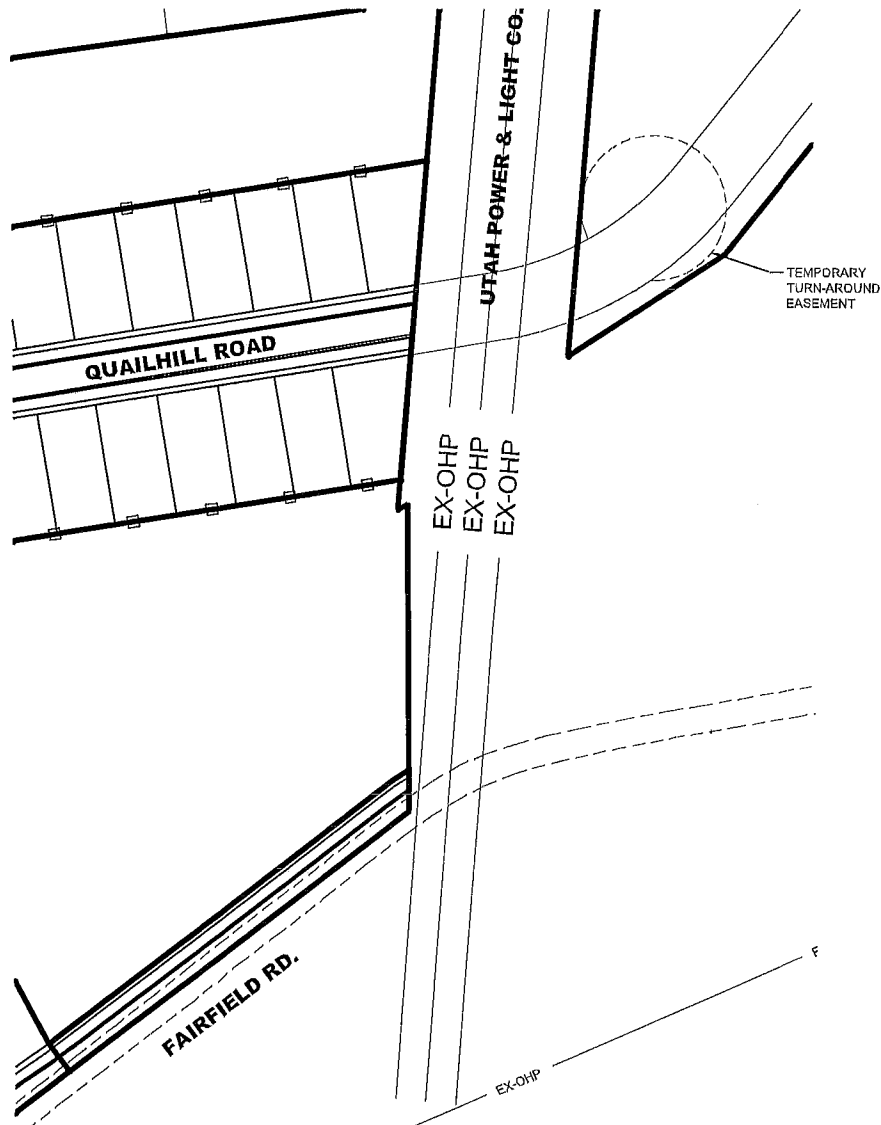 UTAH POWER & LIGHT CO.
TEMPORARY
TURN-AROUND
EASEMENT
QUAILHILL ROAD
EX-OHP
EX-OHP
EX-OHP
FAIRFIELD RD.
EX-OHP